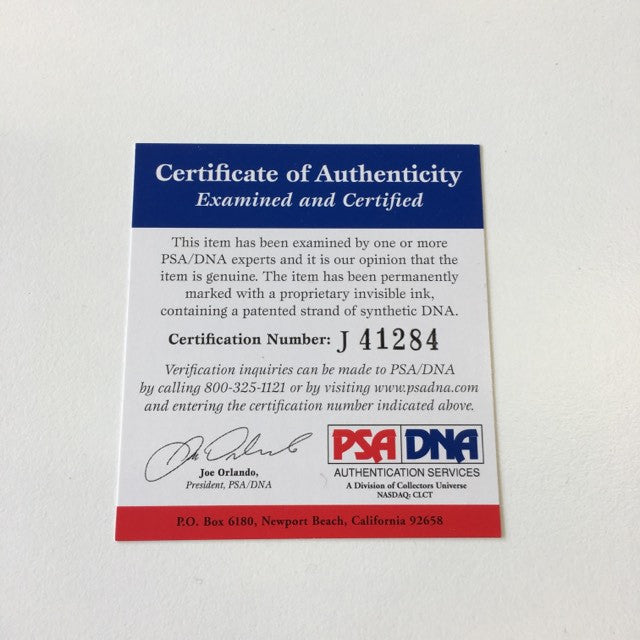 Certificate of Authenticity
Examined and Certified
This item has been examined by one or more
PSA/DNA experts and it is our opinion that the
item is genuine. The item has been permanently
marked with a proprietary invisible ink,
containing a patented strand of synthetic DNA.
Certification Number: J 41284
Verification inquiries can be made to PSA/DNA
by calling 800-325-1121 or by visiting www.psadna.com
and entering the certification number indicated above.
Joe Orlando
Joe Orlando,
President, PSA/DNA
PSA DNA
AUTHENTICATION SERVICES
A Division of Collectors Universe
NASDAQ: CLCT
P.O. Box 6180, Newport Beach, California 92658